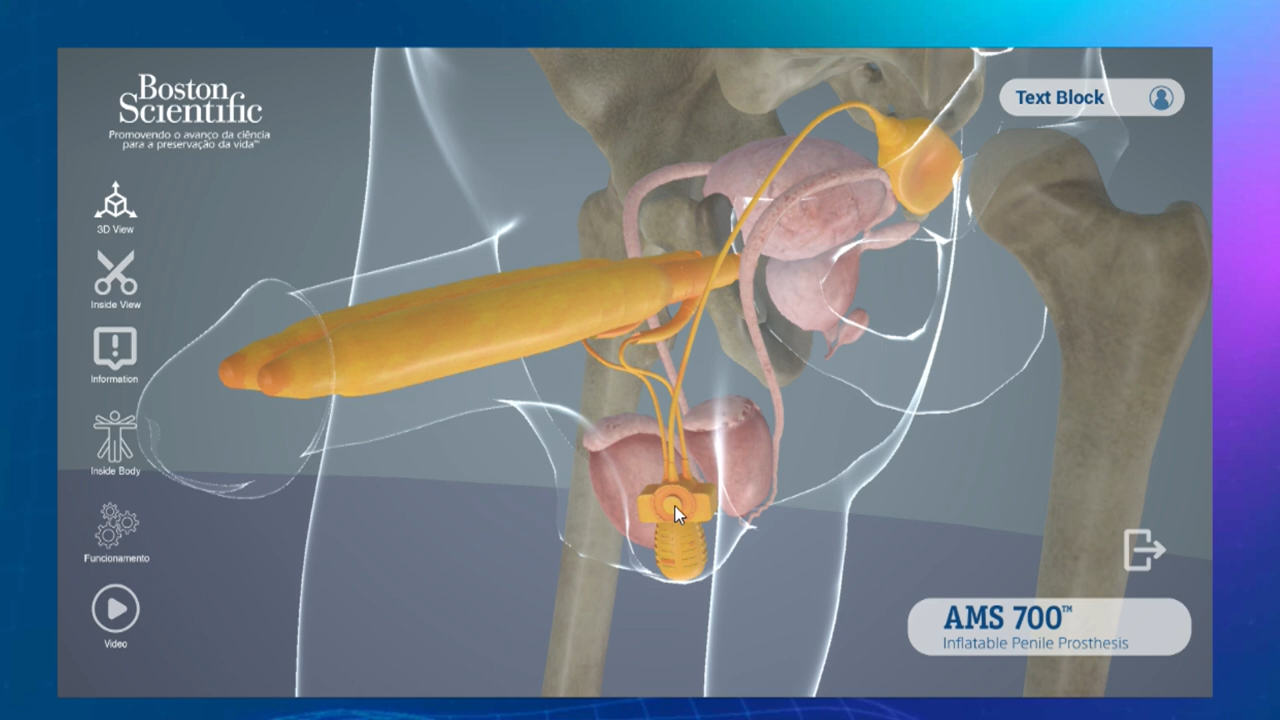 Boston
Scientific
Promovendo o avanço da ciência
para a preservação da vida™
Text Block
3D View
Inside View
Information
Inside Body
Funcionamento
Video
AMS 700™
Inflatable Penile Prosthesis